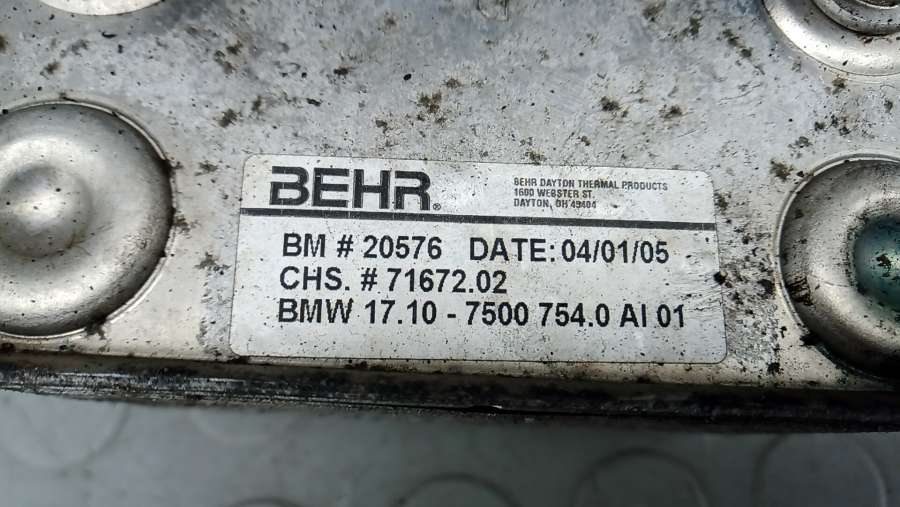 BEHR®
BEHR DAYTON THERMAL PRODUCTS
1600 WEBSTER ST.
DAYTON, OH 49404
BM # 20576 DATE: 04/01/05
CHS. # 71672.02
BMW 17.10 - 7500 754.0 AI 01